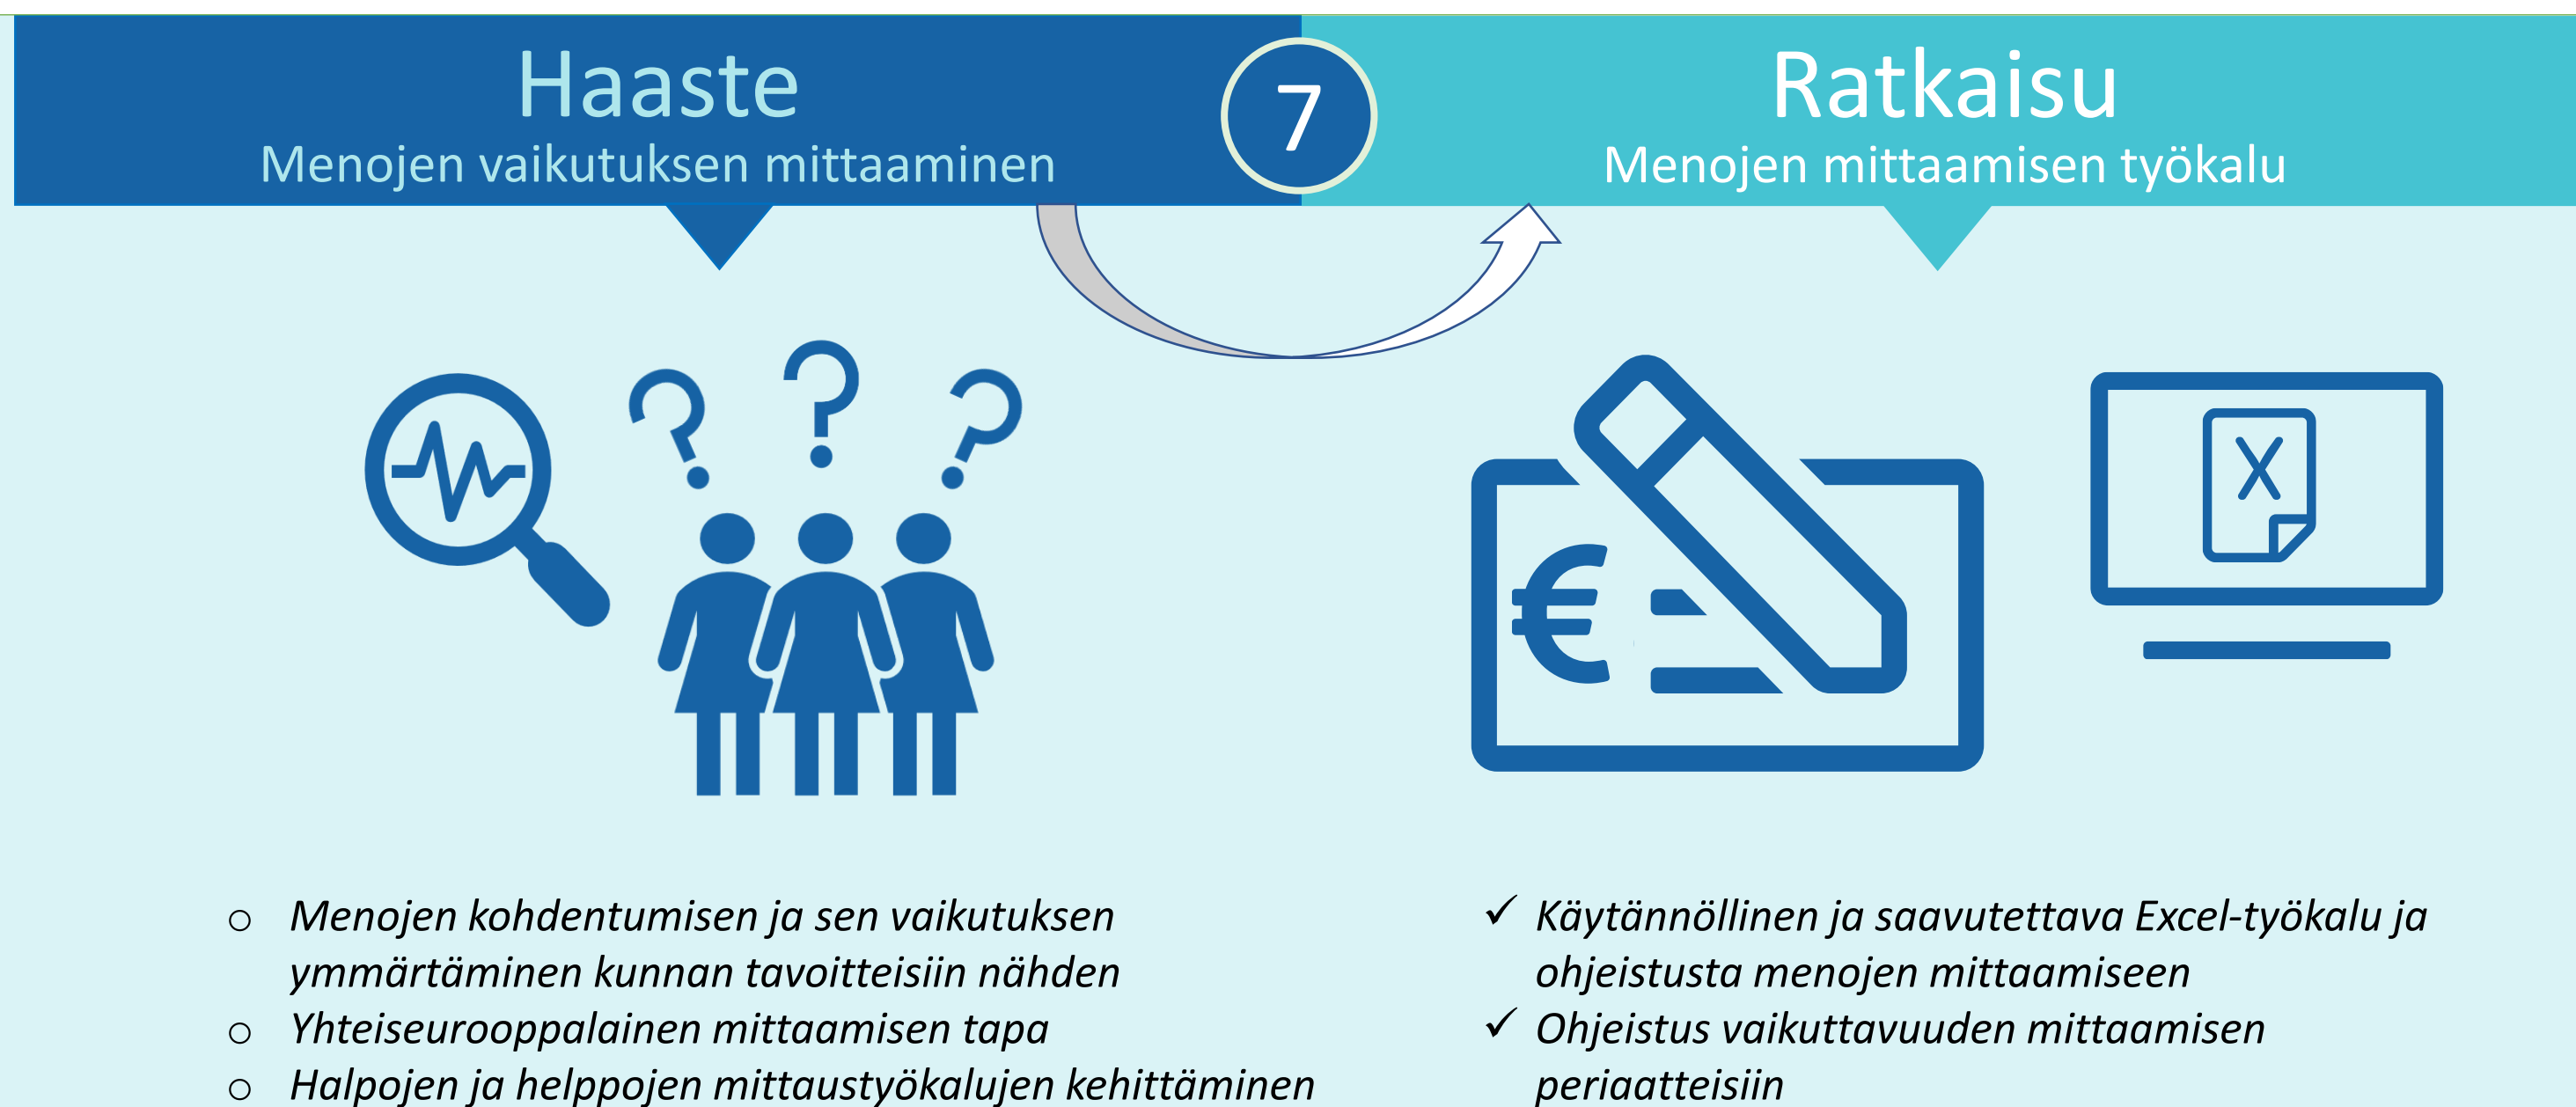 Haaste
Menojen vaikutuksen mittaaminen
7
Ratkaisu
Menojen mittaamisen työkalu
? ? ?
€
X
o Menojen kohdentumisen ja sen vaikutuksen
ymmärtäminen kunnan tavoitteisiin nähden
o Yhteiseurooppalainen mittaamisen tapa
o Halpojen ja helppojen mittaustyökalujen kehittäminen
✓ Käytännöllinen ja saavutettava Excel-työkalu ja
ohjeistusta menojen mittaamiseen
✓ Ohjeistus vaikuttavuuden mittaamisen
periaatteisiin